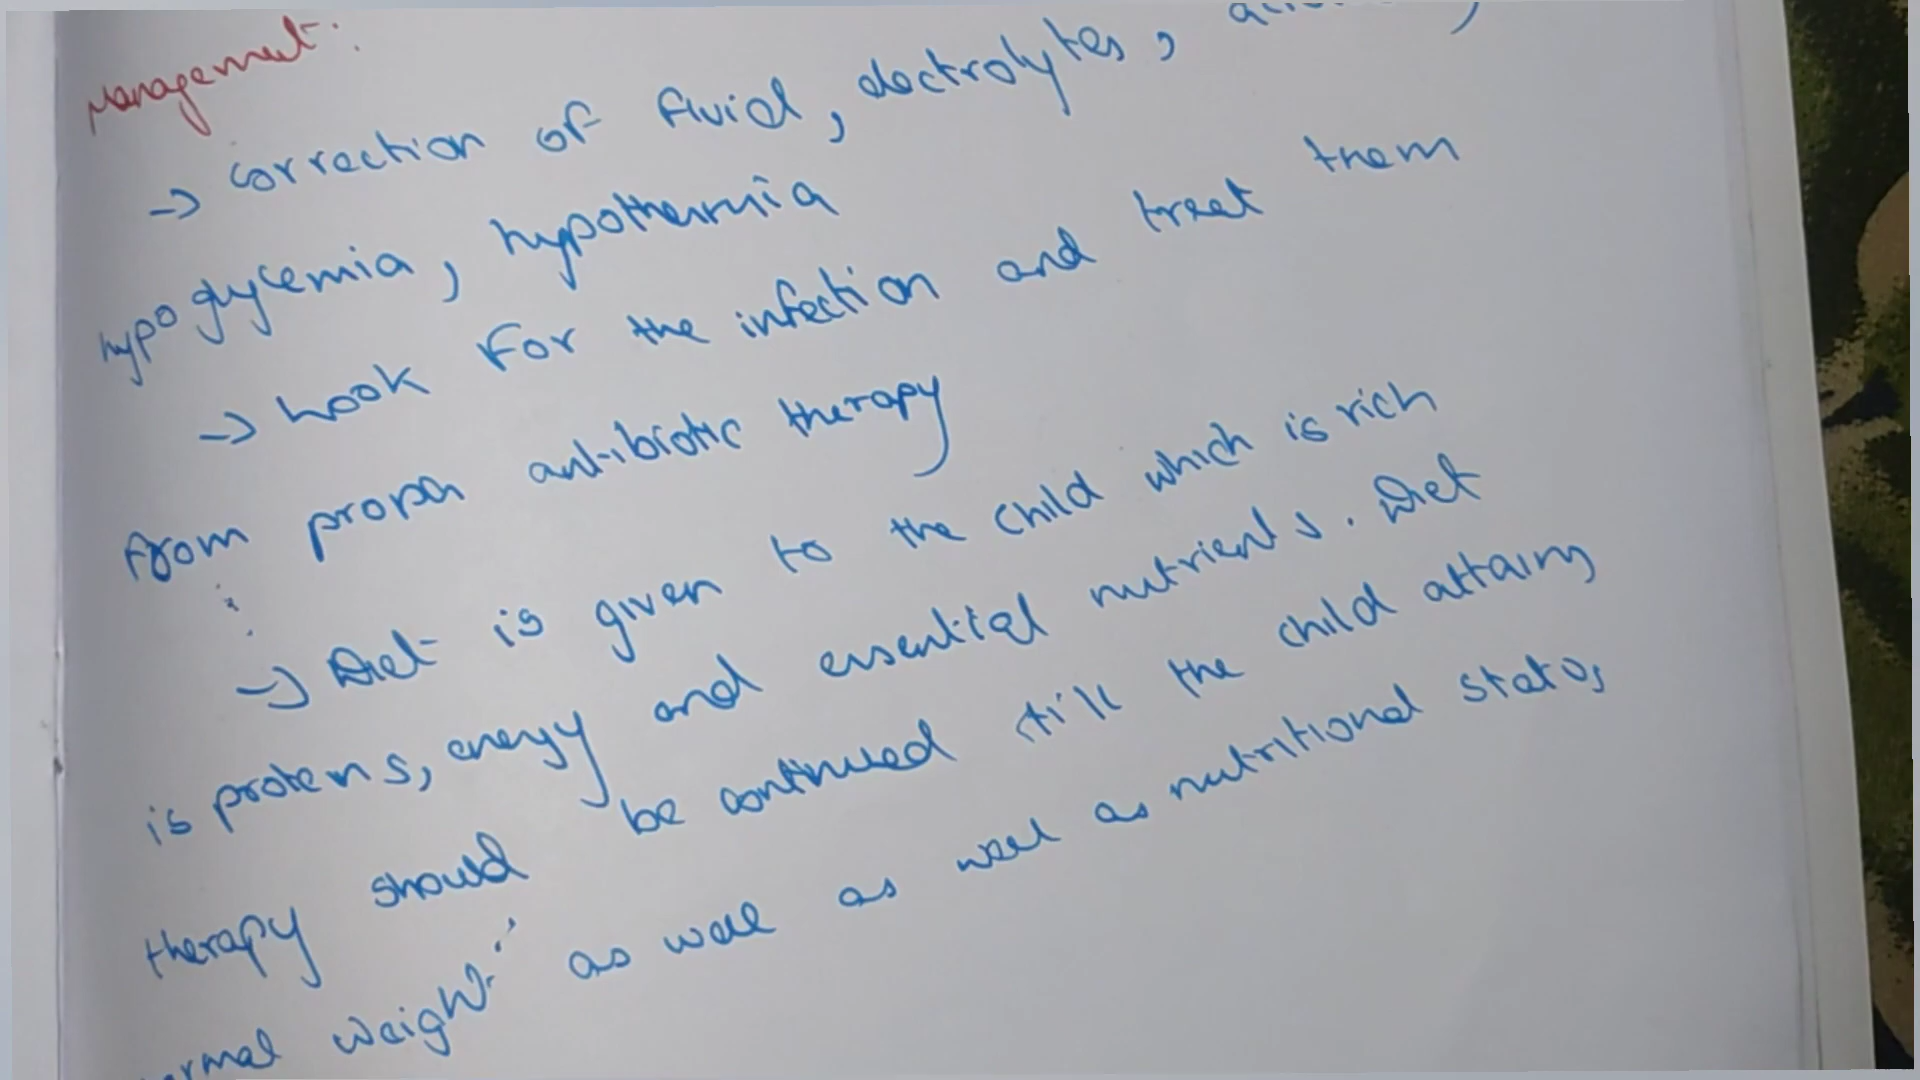 Management:
→ correction of fluid, electrolytes,
hypoglycemia, hypothermia
→ Look for the infection and treat them
from proper antibiotic therapy
→ Diet is given to the child which is rich
is proteins, energy and essential nutrients. Diet
therapy should be continued till the child attains
weight as well as well as nutritional status